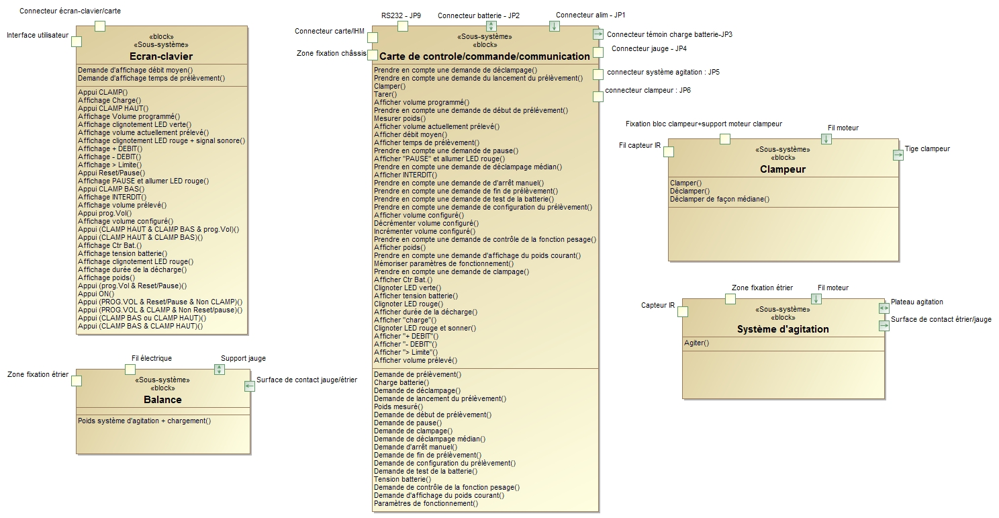 Connecteur écran-clavier/carte
Interface utilisateur
«block»
«Sous-système»
Ecran-clavier
Demande d'affichage débit moyen()
Demande d'affichage temps de prélèvement()
Appui CLAMP()
Affichage Charge()
Appui CLAMP HAUT()
Affichage Volume programmé()
Affichage clignotement LED verte()
Affichage volume actuellement prélevé()
Affichage clignotement LED rouge + signal sonore()
Affichage + DEBIT()
Affichage - DEBIT()
Affichage > Limite()
Appui Reset/Pause()
Affichage PAUSE et allumer LED rouge()
Appui CLAMP BAS()
Affichage INTERDIT()
Affichage volume prélevé()
Appui prog.Vol()
Affichage volume configuré()
Appui (CLAMP HAUT & CLAMP BAS & prog.Vol)()
Appui (CLAMP HAUT & CLAMP BAS)()
Affichage Ctr Bat.()
Affichage tension batterie()
Affichage clignotement LED rouge()
Affichage durée de la décharge()
Affichage poids()
Appui (prog.Vol & Reset/Pause)()
Appui ON()
Appui (PROG.VOL & Reset/Pause & Non CLAMP)()
Appui (PROG.VOL & CLAMP & Non Reset/pause)()
Appui (CLAMP BAS ou CLAMP HAUT)()
Appui (CLAMP BAS & CLAMP HAUT)()
Fil électrique
Support jauge
Zone fixation étrier
Surface de contact jauge/étrier
«Sous-système»
«block»
Balance
Poids système d'agitation + chargement()
RS232 - JP9
Connecteur batterie - JP2
Connecteur alim - JP1
Connecteur carte/IHM
Zone fixation châssis
Connecteur témoin charge batterie-JP3
Connecteur jauge - JP4
connecteur système agitation : JP5
connecteur clampeur : JP6
«Sous-système»
«block»
Carte de controle/commande/communication
Prendre en compte une demande de déclampage()
Prendre en compte une demande du lancement du prélèvement()
Clamper()
Tarer()
Afficher volume programmé()
Prendre en compte une demande de début de prélévement()
Mesurer poids()
Afficher volume actuellement prélevé()
Afficher débit moyen()
Afficher temps de prélèvement()
Prendre en compte une demande de pause()
Afficher "PAUSE" et allumer LED rouge()
Prendre en compte une demande de déclampage médian()
Afficher INTERDIT()
Prendre en compte une demande de d'arrêt manuel()
Prendre en compte une demande de fin de prélèvement()
Prendre en compte une demande de test de la batterie()
Prendre en compte une demande de configuration du prélèvement()
Afficher volume configuré()
Décrémenter volume configuré()
Incrémenter volume configuré()
Prendre en compte une demande de contrôle de la fonction pesage()
Afficher poids()
Prendre en compte une demande d'affichage du poids courant()
Mémoriser paramètres de fonctionnement()
Prendre en compte une demande de clampage()
Afficher Ctr Bat.()
Clignoter LED verte()
Afficher tension batterie()
Clignoter LED rouge()
Afficher durée de la décharge()
Afficher "charge"()
Clignoter LED rouge et sonner()
Afficher "+ DEBIT"()
Afficher "- DEBIT"()
Afficher "> Limite"()
Afficher volume prélevé()
Demande de prélèvement()
Charge batterie()
Demande de déclampage()
Demande de lancement du prélèvement()
Poids mesuré()
Demande de début de prélèvement()
Demande de pause()
Demande de clampage()
Demande de déclampage médian()
Demande d'arrêt manuel()
Demande de fin de prélèvement()
Demande de configuration du prélèvement()
Demande de test de la batterie()
Tension batterie()
Demande de contrôle de la fonction pesage()
Demande d'affichage du poids courant()
Paramètres de fonctionnement()
Fixation bloc clampeur+support moteur clampeur
Fil moteur
Fil capteur IR
Tige clampeur
«Sous-système»
«block»
Clampeur
Clamper()
Déclamper()
Déclamper de façon médiane()
Zone fixation étrier
Fil moteur
Capteur IR
Plateau agitation
Surface de contact étrier/jauge
«Sous-système»
«block»
Système d'agitation
Agiter()